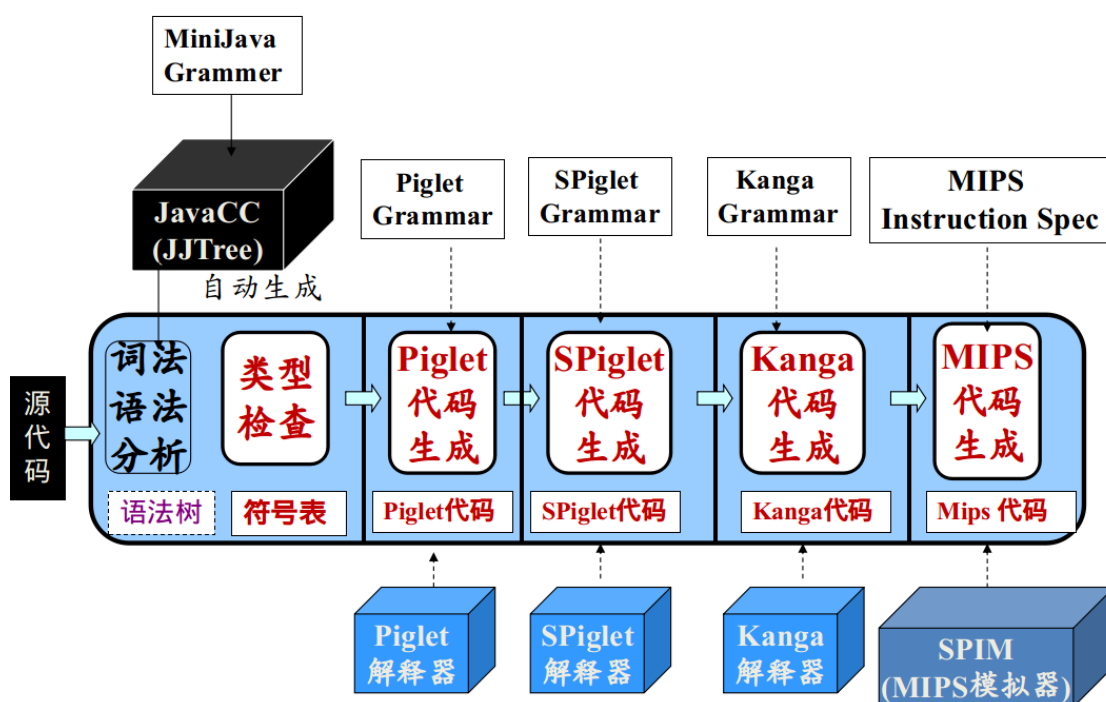 MiniJava
Grammer
JavaCC
(JJTree)
自动生成
Piglet
Grammar
SPiglet
Grammar
Kanga
Grammar
MIPS
Instruction Spec
源
代
码
词法
语法
分析
类型
检查
Piglet
代码
生成
SPiglet
代码
生成
Kanga
代码
生成
MIPS
代码
生成
语法树
符号表
Piglet代码
SPiglet代码
Kanga代码
Mips 代码
Piglet
解释器
SPiglet
解释器
Kanga
解释器
SPIM
(MIPS模拟器)